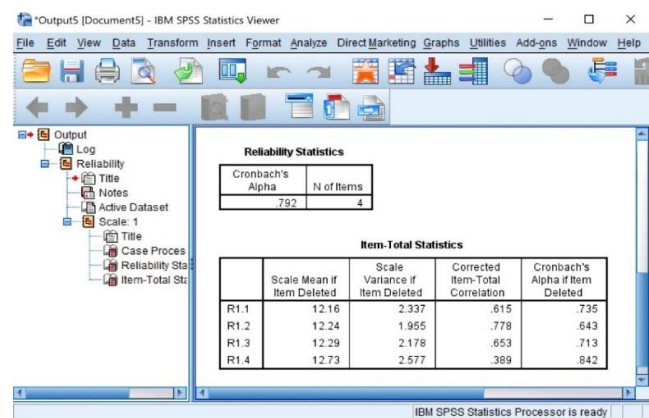 *Output5 [Document5] - IBM SPSS Statistics Viewer
File Edit View Data Transform Insert Format Analyze Direct Marketing Graphs Utilities Add-ons Window Help
Output
Log
Reliability
Title
Notes
Active Dataset
Scale: 1
Title
Case Proces
Reliability Sta
Item-Total Sta
Reliability Statistics
Cronbach's Alpha N of Items
.792 4
Item-Total Statistics
Scale Mean if Item Deleted Scale Variance if Item Deleted Corrected Item-Total Correlation Cronbach's Alpha if Item Deleted
R1.1 12.16 2.337 .615 .735
R1.2 12.24 1.955 .778 .643
R1.3 12.29 2.178 .653 .713
R1.4 12.73 2.577 .389 .842
IBM SPSS Statistics Processor is ready